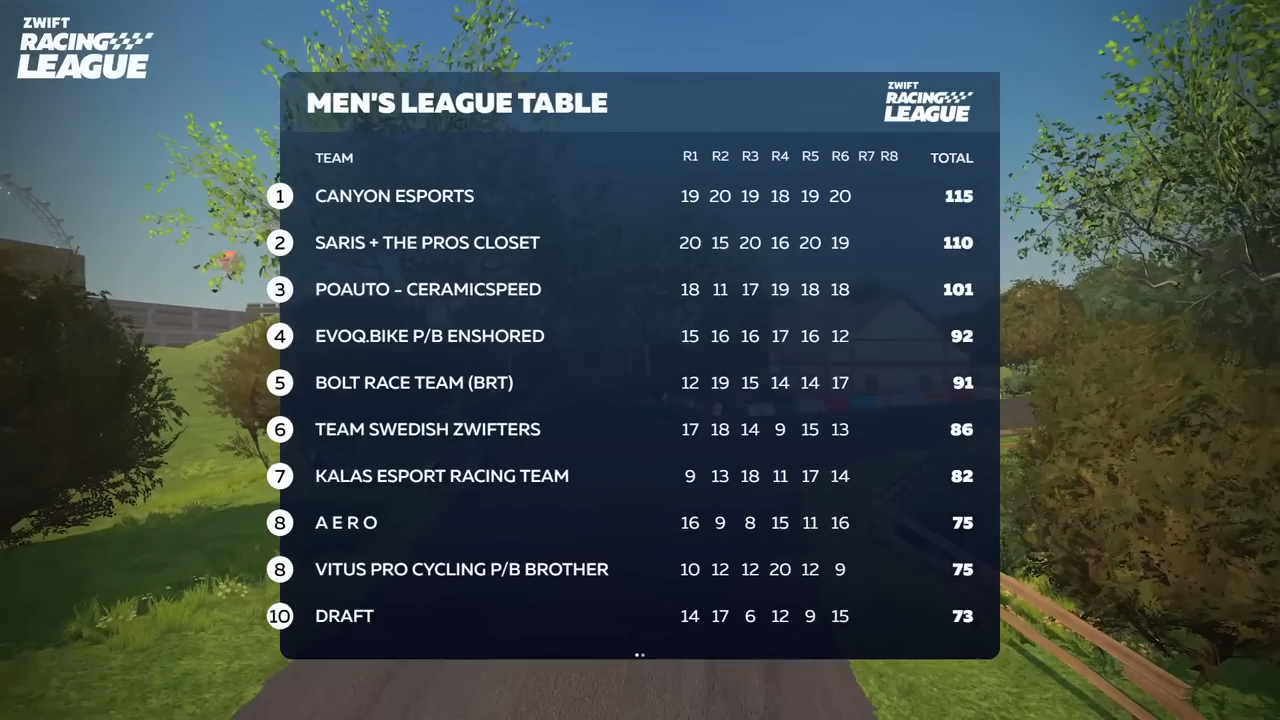 ZWIFT
RACING
LEAGUE
MEN'S LEAGUE TABLE
ZWIFT
RACING
LEAGUE
TEAM R1 R2 R3 R4 R5 R6 R7 R8 TOTAL
1 CANYON ESPORTS 19 20 19 18 19 20 115
2 SARIS + THE PROS CLOSET 20 15 20 16 20 19 110
3 POAUTO - CERAMICSPEED 18 11 17 19 18 18 101
4 EVOQ.BIKE P/B ENSHORED 15 16 16 17 16 12 92
5 BOLT RACE TEAM (BRT) 12 19 15 14 14 17 91
6 TEAM SWEDISH ZWIFTERS 17 18 14 9 15 13 86
7 KALAS ESPORT RACING TEAM 9 13 18 11 17 14 82
8 A E R O 16 9 8 15 11 16 75
8 VITUS PRO CYCLING P/B BROTHER 10 12 12 20 12 9 75
10 DRAFT 14 17 6 12 9 15 73